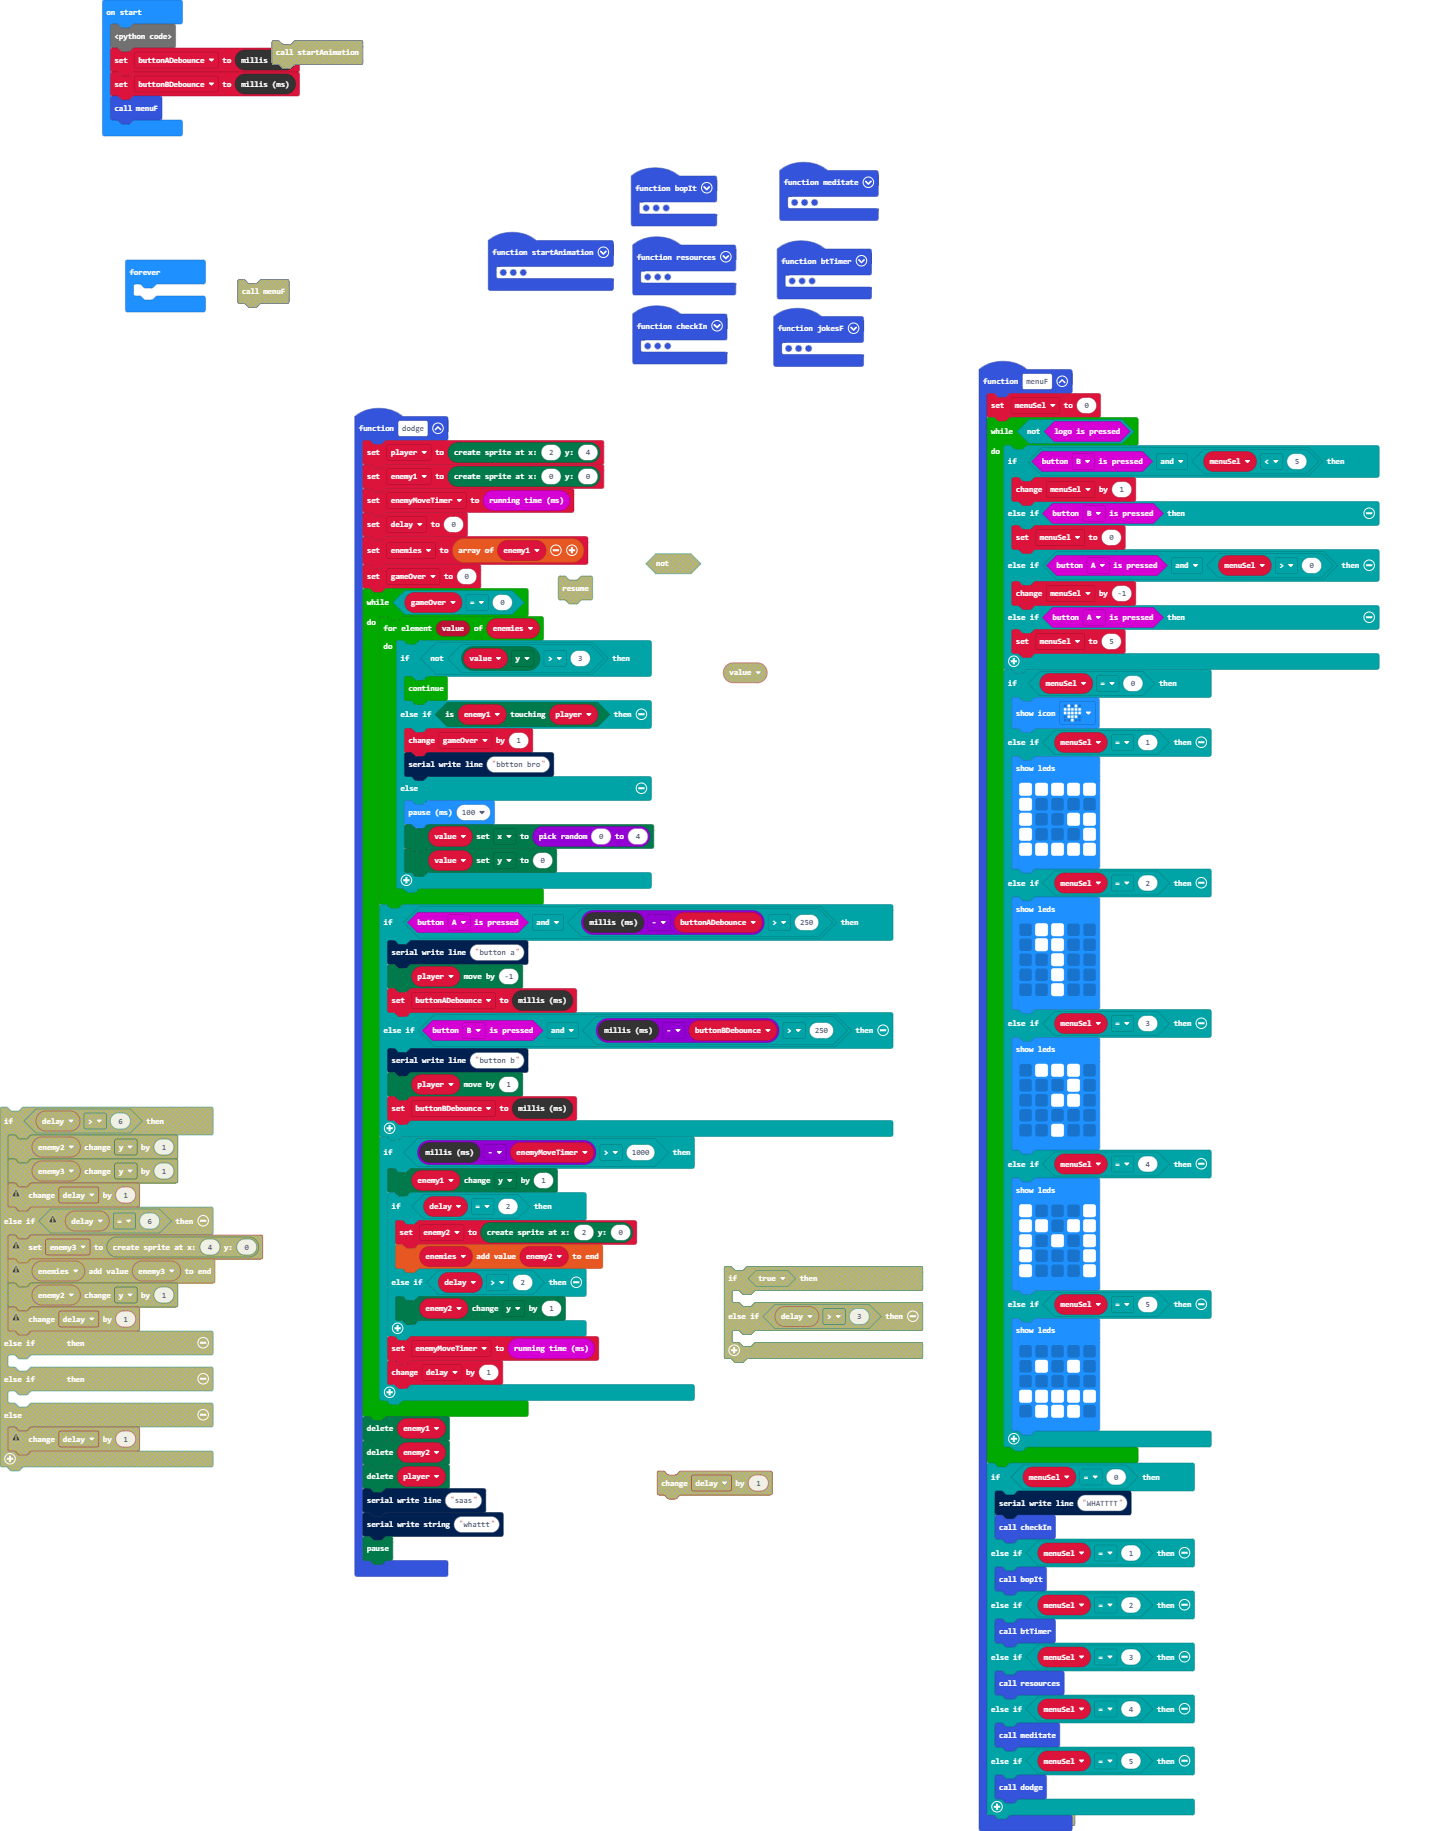 on start
<python code>
set buttonADebounce to millis
call startAnimation
set buttonBDebounce to millis (ms)
call menuF
forever
call menuF
function bopIt
function meditate
function startAnimation
function resources
function btTimer
function checkIn
function jokesF
function dodge
set player to create sprite at x: 2 y: 4
set enemy1 to create sprite at x: 0 y: 0
set enemyMoveTimer to running time (ms)
set delay to 0
set enemies to array of enemy1
set gameOver to 0
while gameOver = 0
do
for element value of enemies
do
if not value y > 3 then
continue
else if is enemy1 touching player then
change gameOver by 1
serial write line "bbtton bro"
else
pause (ms) 100
value set x to pick random 0 to 4
value set y to 0
if button A is pressed and millis (ms) - buttonADebounce > 250 then
serial write line "button a"
player move by -1
set buttonADebounce to millis (ms)
else if button B is pressed and millis (ms) - buttonBDebounce > 250 then
serial write line "button b"
player move by 1
set buttonBDebounce to millis (ms)
if millis (ms) - enemyMoveTimer > 1000 then
enemy1 change y by 1
if delay = 2 then
set enemy2 to create sprite at x: 2 y: 0
enemies add value enemy2 to end
else if delay > 2 then
enemy2 change y by 1
set enemyMoveTimer to running time (ms)
change delay by 1
delete enemy1
delete enemy2
delete player
serial write line "saas"
serial write string "whattt"
pause
not
resume
value
if delay > 6 then
enemy2 change y by 1
enemy3 change y by 1
change delay by 1
else if delay = 6 then
set enemy3 to create sprite at x: 4 y: 0
enemies add value enemy3 to end
enemy2 change y by 1
change delay by 1
else if then
else if then
else
change delay by 1
if true then
else if delay > 3 then
change delay by 1
function menuF
set menuSel to 0
while not logo is pressed
do
if button B is pressed and menuSel < 5 then
change menuSel by 1
else if button B is pressed then
set menuSel to 0
else if button A is pressed and menuSel > 0 then
change menuSel by -1
else if button A is pressed then
set menuSel to 5
if menuSel = 0 then
show icon
else if menuSel = 1 then
show leds
else if menuSel = 2 then
show leds
else if menuSel = 3 then
show leds
else if menuSel = 4 then
show leds
else if menuSel = 5 then
show leds
if menuSel = 0 then
serial write line "WHATTTT"
call checkIn
else if menuSel = 1 then
call bopIt
else if menuSel = 2 then
call btTimer
else if menuSel = 3 then
call resources
else if menuSel = 4 then
call meditate
else if menuSel = 5 then
call dodge